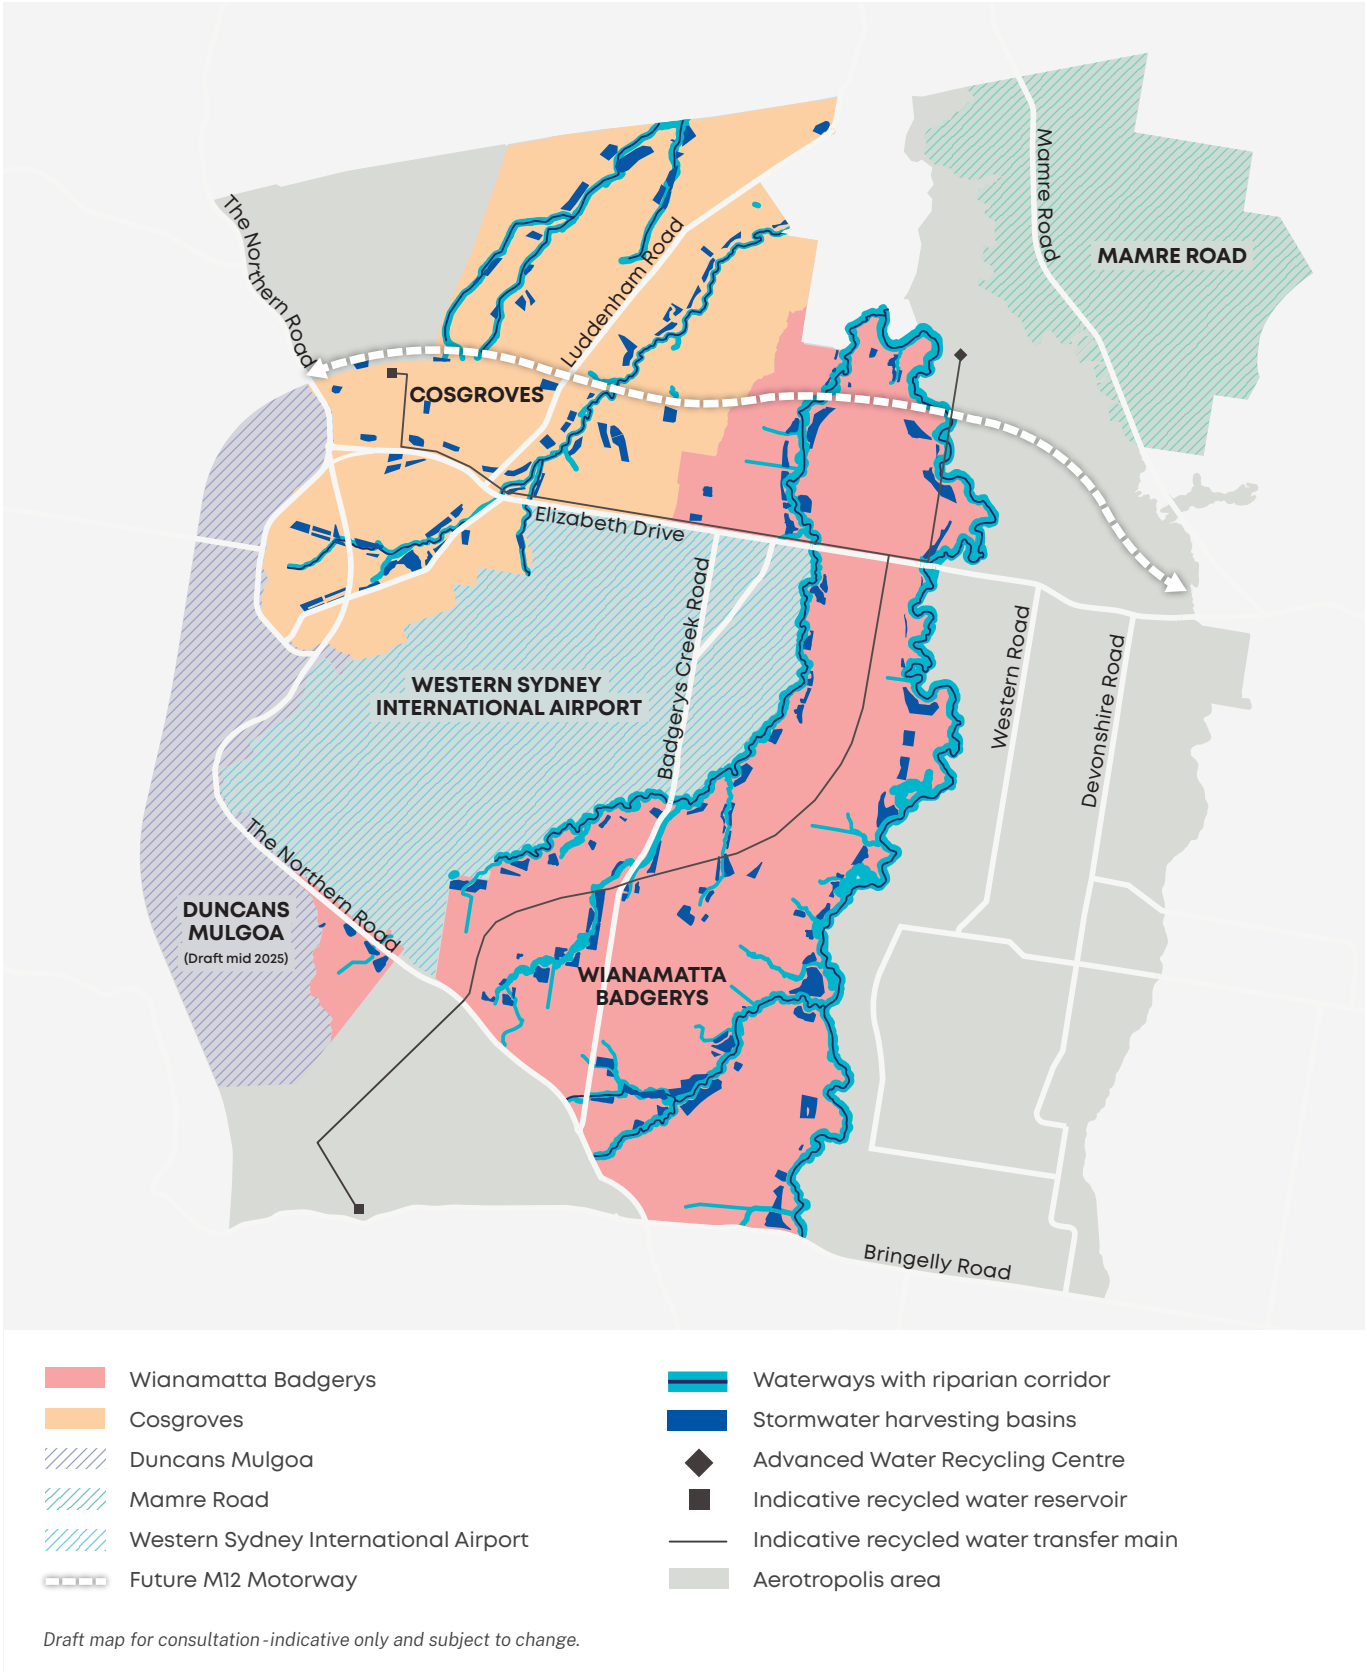 Mamre Road
MAMRE ROAD
The Northern Road
Luddenham Road
COSGROVES
Elizabeth Drive
Badgerys Creek Road
Western Road
Devonshire Road
WESTERN SYDNEY
INTERNATIONAL AIRPORT
The Northern Road
DUNCANS
MULGOA
(Draft mid 2025)
WIANAMATTA
BADGERYS
Bringelly Road
Wianamatta Badgerys
Cosgroves
Duncans Mulgoa
Mamre Road
Western Sydney International Airport
Future M12 Motorway
Waterways with riparian corridor
Stormwater harvesting basins
Advanced Water Recycling Centre
Indicative recycled water reservoir
Indicative recycled water transfer main
Aerotropolis area
Draft map for consultation - indicative only and subject to change.